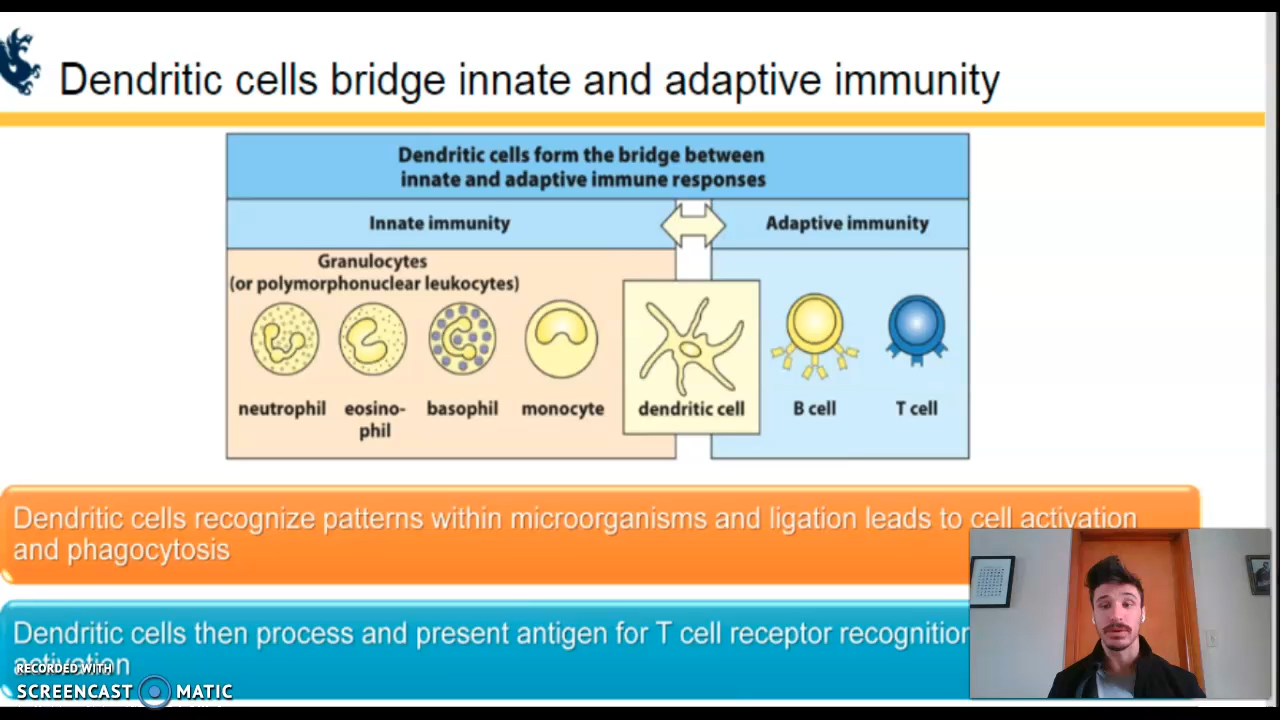 Dendritic cells bridge innate and adaptive immunity
Dendritic cells form the bridge between
innate and adaptive immune responses
Innate immunity
Adaptive immunity
Granulocytes
(or polymorphonuclear leukocytes)
neutrophil
eosino-
phil
basophil
monocyte
dendritic cell
B cell
T cell
Dendritic cells recognize patterns within microorganisms and ligation leads to cell activation
and phagocytosis
Dendritic cells then process and present antigen for T cell receptor recognition
activation
RECORDED WITH
SCREENCAST MATIC